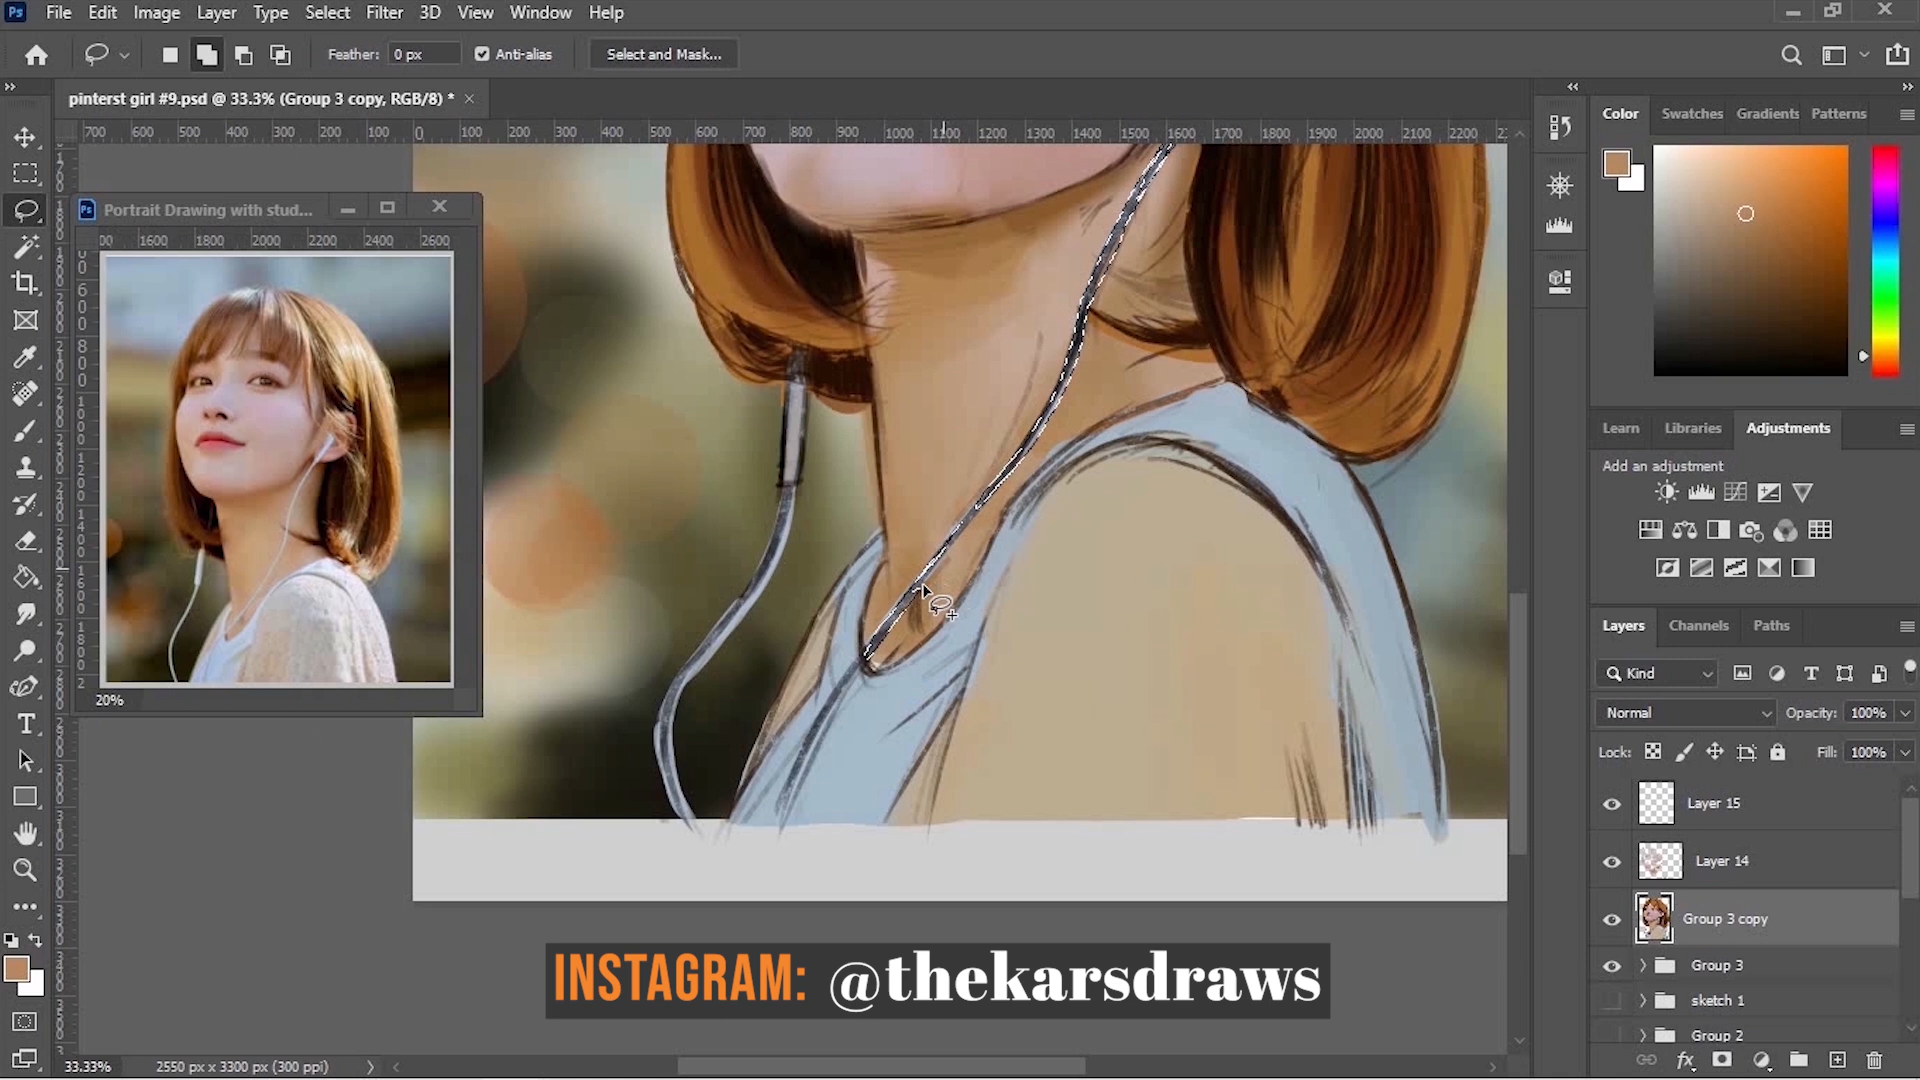 Ps File Edit Image Layer Type Select Filter 3D View Window Help
Feather: 0 px Anti-alias Select and Mask...
pinterst girl #9.psd @ 33.3% (Group 3 copy, RGB/8) *
700 600 500 400 300 200 100 0 100 200 300 400 500 600 700 800 900 1000 1100 1200 1300 1400 1500 1600 1700 1800 1900 2000 2100 2200
Ps Portrait Drawing with stud...
1600 1800 2000 2200 2400 2600
20%
Color Swatches Gradients Patterns
Learn Libraries Adjustments
Add an adjustment
Layers Channels Paths
Kind
Normal Opacity: 100%
Lock: Fill: 100%
Layer 15
Layer 14
Group 3 copy
Group 3
sketch 1
Group 2
INSTAGRAM: @thekarsdraws
33.33% 2550 px x 3300 px (300 ppi)